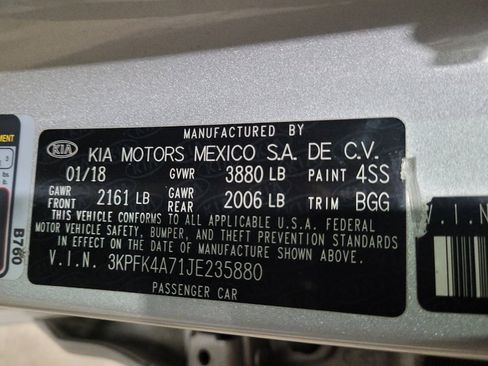 MANUFACTURED BY
KIA KIA MOTORS MEXICO S.A. DE C.V.
01/18 GVWR 3880 LB PAINT 4SS
GAWR FRONT 2161 LB GAWR REAR 2006 LB TRIM BGG
THIS VEHICLE CONFORMS TO ALL APPLICABLE U.S.A. FEDERAL
MOTOR VEHICLE SAFETY, BUMPER, AND THEFT PREVENTION STANDARDS
IN EFFECT ON THE DATE OF MANUFACTURE SHOWN ABOVE.
V.I.N. 3KPFK4A71JE235880
PASSENGER CAR
B760
V.I.N.